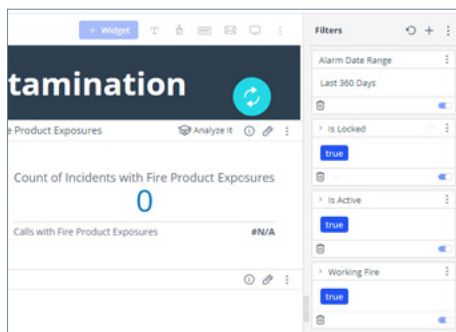 + Widget
PDF
Filters
tamination
Alarm Date Range
Last 360 Days
e Product Exposures
Analyze It
Is Locked
true
Count of Incidents with Fire Product Exposures
0
Calls with Fire Product Exposures
#N/A
Is Active
true
Working Fire
true